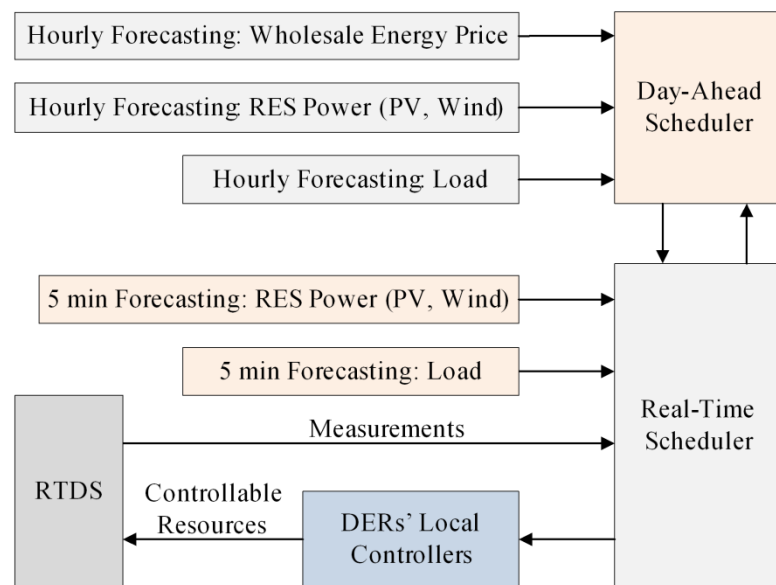 Hourly Forecasting: Wholesale Energy Price
Day-Ahead
Scheduler
Hourly Forecasting: RES Power (PV, Wind)
Hourly Forecasting: Load
5 min Forecasting: RES Power (PV, Wind)
5 min Forecasting: Load
Real-Time
Scheduler
Measurements
RTDS
Controllable
Resources
DERs’ Local
Controllers